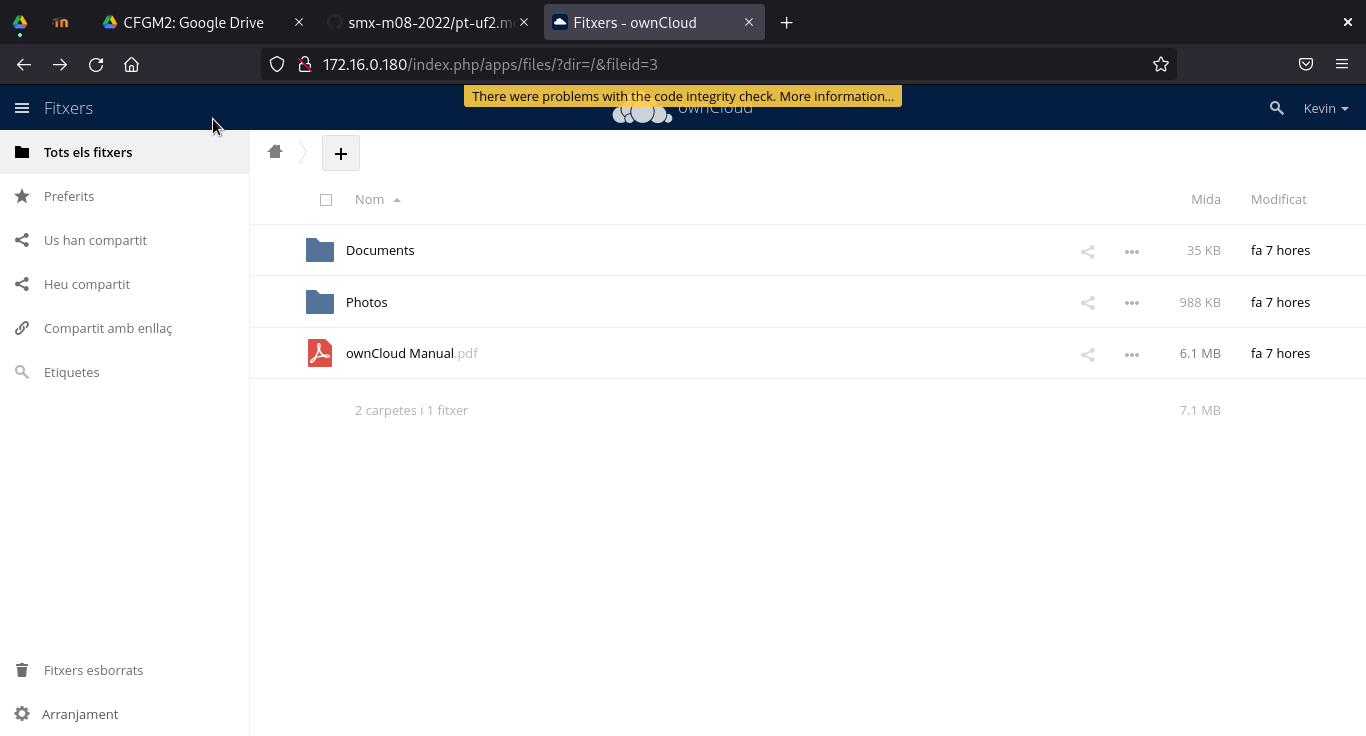 CFGM2: Google Drive
smx-m08-2022/pt-uf2.m
Fitxers - ownCloud
172.16.0.180/index.php/apps/files/?dir=/&fileid=3
There were problems with the code integrity check. More information...
Fitxers
ownCloud
Kevin
Tots els fitxers
Preferits
Us han compartit
Heu compartit
Compartit amb enllaç
Etiquetes
Fitxers esborrats
Arranjament
Nom Mida Modificat
Documents 35 KB fa 7 hores
Photos 988 KB fa 7 hores
ownCloud Manual.pdf 6.1 MB fa 7 hores
2 carpetes i 1 fitxer 7.1 MB